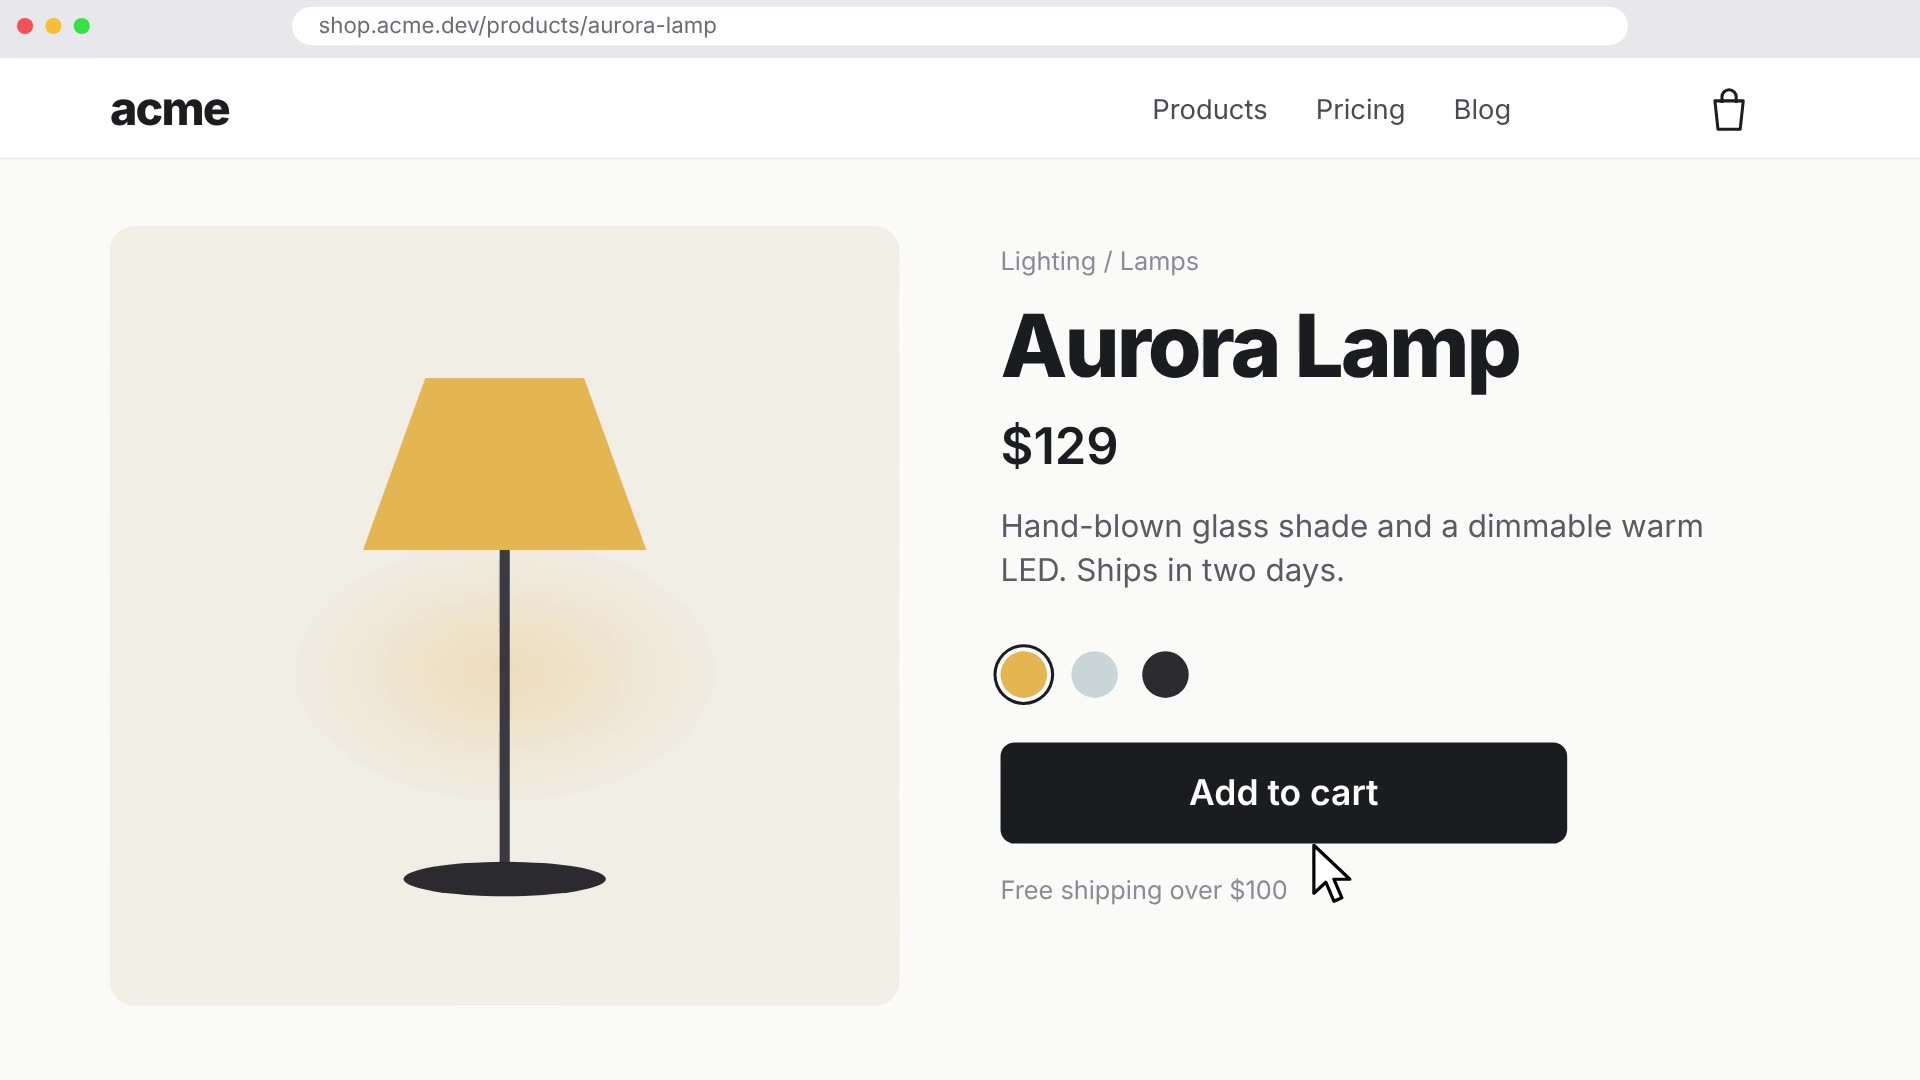 shop.acme.dev/products/aurora-lamp
acme
Products
Pricing
Blog
Lighting / Lamps
Aurora Lamp
$129
Hand-blown glass shade and a dimmable warm
LED. Ships in two days.
Add to cart
Free shipping over $100